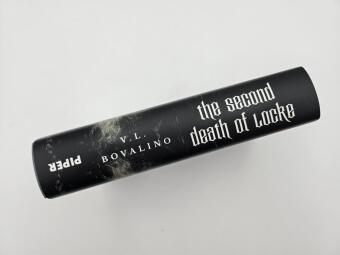 PIPER
V. L.
BOVALINO
the second
death of Locke